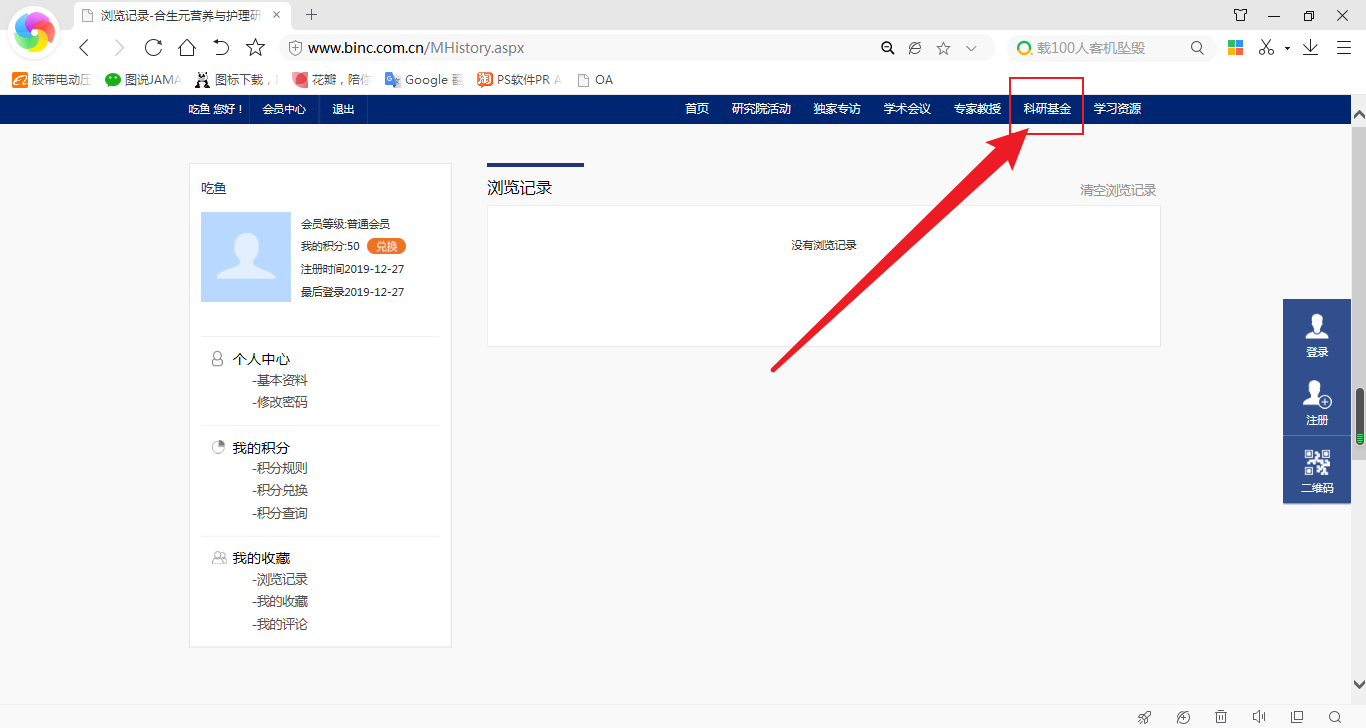 浏览记录-合生元营养与护理研
www.binc.com.cn/MHistory.aspx
载100人客机坠毁
胶带电动压
图说JAMA
图标下载，
花瓣，陪你
Google 翻
PS软件PR A
OA
吃鱼 您好！
会员中心
退出
首页
研究院活动
独家专访
学术会议
专家教授
科研基金
学习资源
吃鱼
会员等级:普通会员
我的积分:50 兑换
注册时间2019-12-27
最后登录2019-12-27
个人中心
-基本资料
-修改密码
我的积分
-积分规则
-积分兑换
-积分查询
我的收藏
-浏览记录
-我的收藏
-我的评论
浏览记录
清空浏览记录
没有浏览记录
登录
注册
二维码